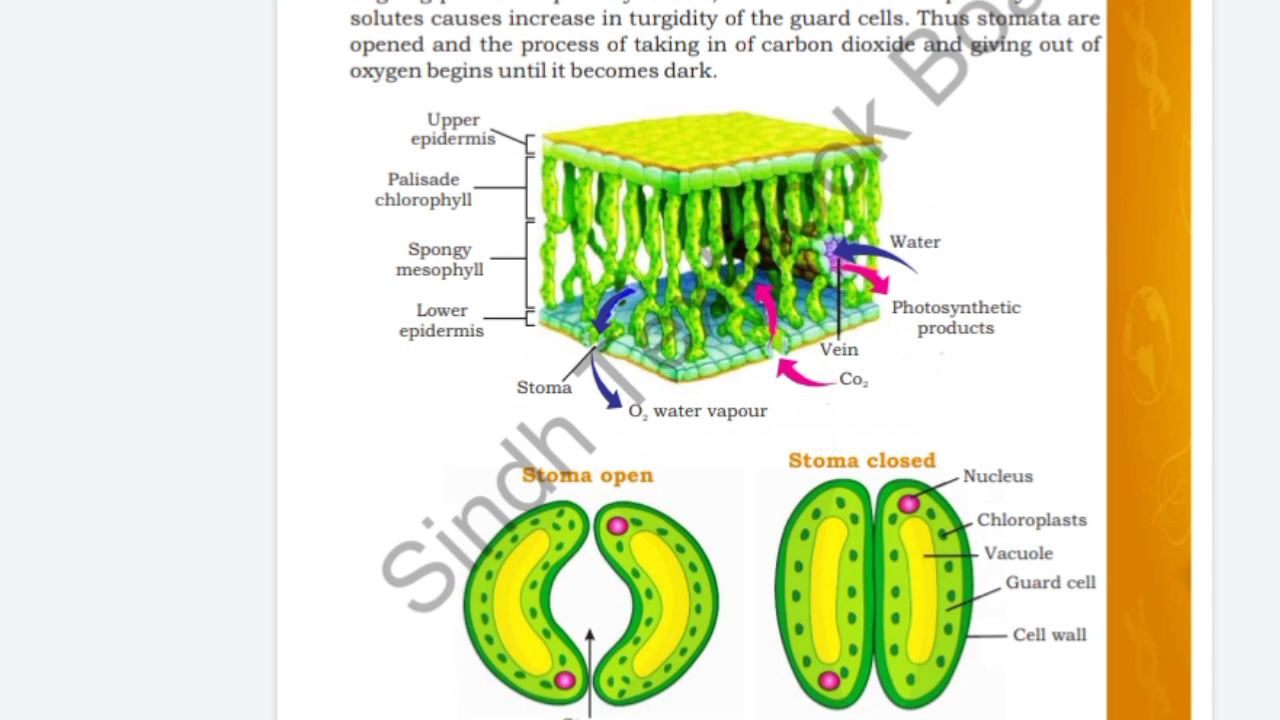 solutes causes increase in turgidity of the guard cells. Thus stomata are
opened and the process of taking in of carbon dioxide and giving out of
oxygen begins until it becomes dark.
Upper
epidermis
Palisade
chlorophyll
Spongy
mesophyll
Lower
epidermis
Water
Photosynthetic
products
Vein
Co₂
Stoma
O₂ water vapour
Stoma open
Stoma closed
Nucleus
Chloroplasts
Vacuole
Guard cell
Cell wall
Sindh